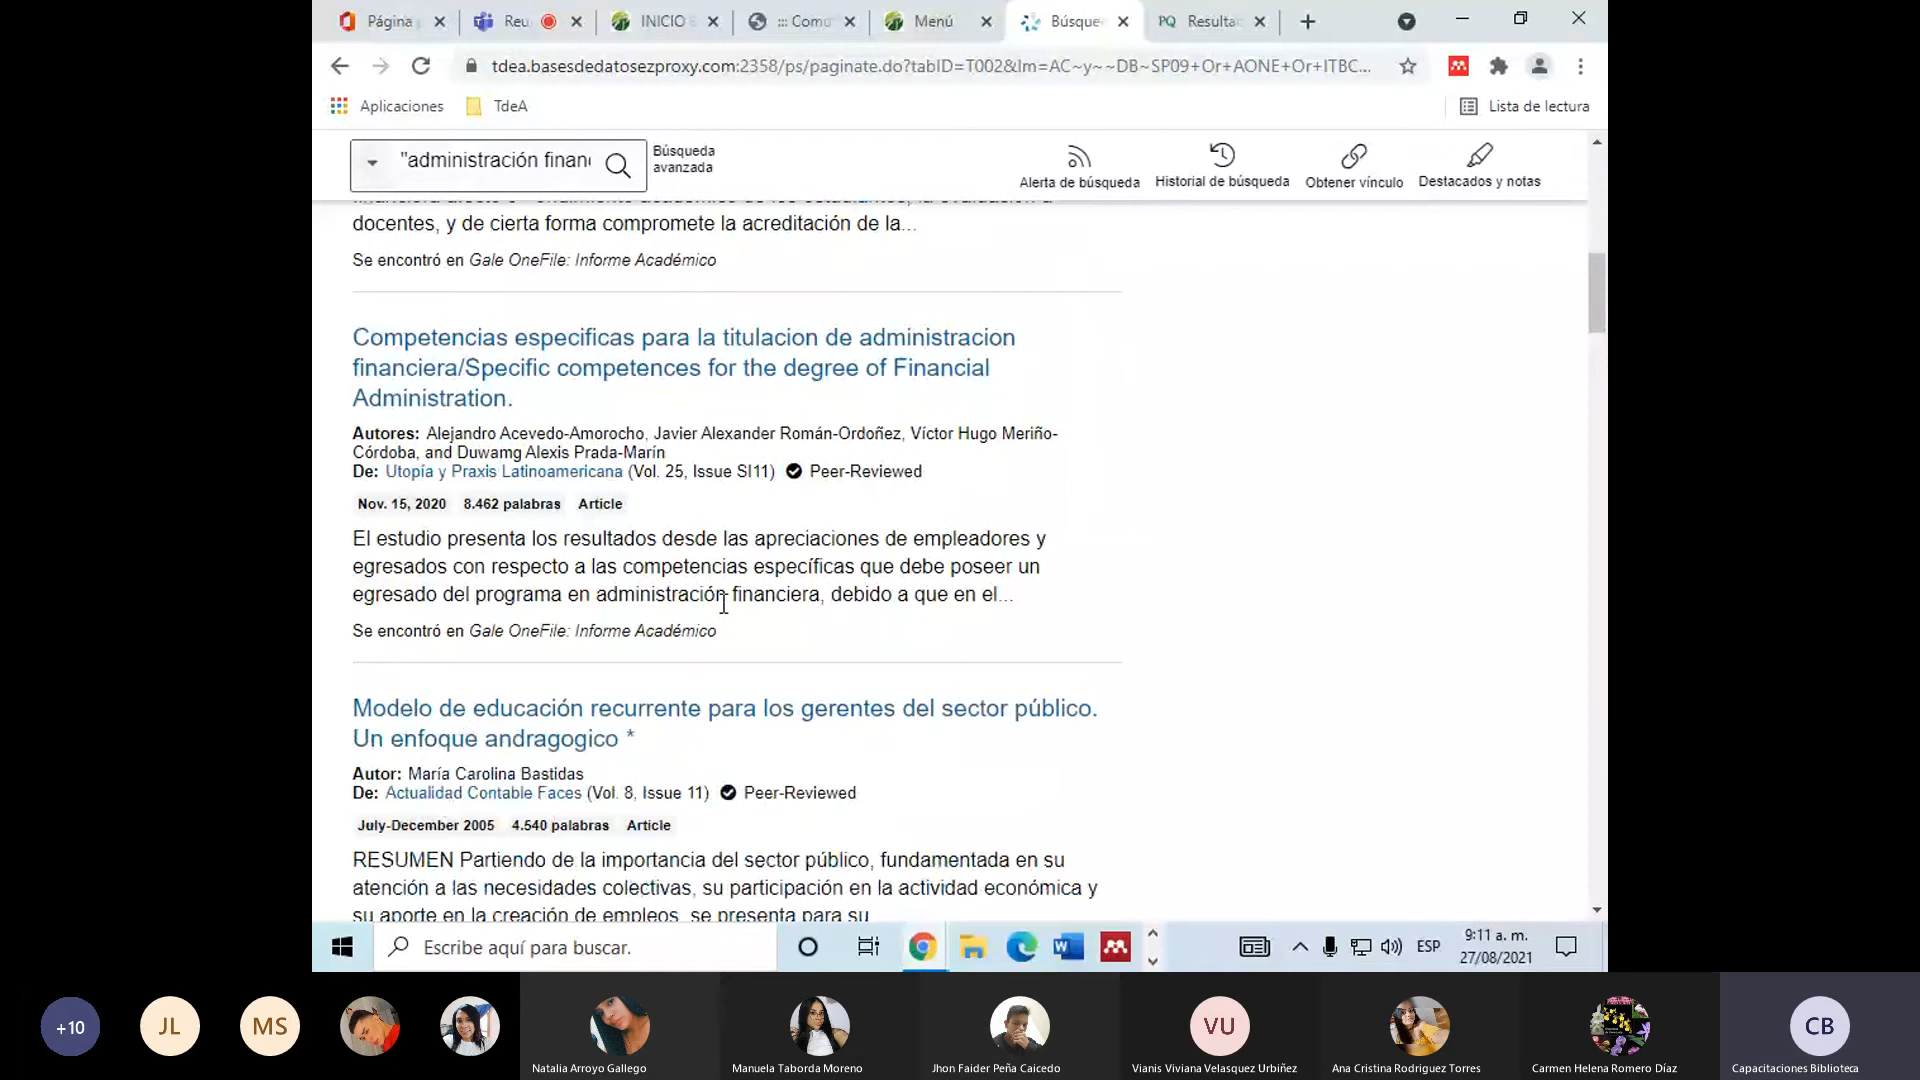 Página
Reu
INICIO
::: Comu
Menú
Búsque
PQ Resulta
tdea.basesdedatosezproxy.com:2358/ps/paginate.do?tabID=T002&lm=AC~y~~DB~SP09+Or+AONE+Or+ITBC...
Aplicaciones TdeA Lista de lectura
"administración finan
Búsqueda
avanzada
Alerta de búsqueda Historial de búsqueda Obtener vínculo Destacados y notas
docentes, y de cierta forma compromete la acreditación de la...
Se encontró en Gale OneFile: Informe Académico
Competencias especificas para la titulacion de administracion
financiera/Specific competences for the degree of Financial
Administration.
Autores: Alejandro Acevedo-Amorocho, Javier Alexander Román-Ordoñez, Víctor Hugo Meriño-
Córdoba, and Duwamg Alexis Prada-Marín
De: Utopía y Praxis Latinoamericana (Vol. 25, Issue SI11) Peer-Reviewed
Nov. 15, 2020 8.462 palabras Article
El estudio presenta los resultados desde las apreciaciones de empleadores y
egresados con respecto a las competencias específicas que debe poseer un
egresado del programa en administración financiera, debido a que en el...
Se encontró en Gale OneFile: Informe Académico
Modelo de educación recurrente para los gerentes del sector público.
Un enfoque andragogico *
Autor: María Carolina Bastidas
De: Actualidad Contable Faces (Vol. 8, Issue 11) Peer-Reviewed
July-December 2005 4.540 palabras Article
RESUMEN Partiendo de la importancia del sector público, fundamentada en su
atención a las necesidades colectivas, su participación en la actividad económica y
su aporte en la creación de empleos, se presenta para su
Escribe aquí para buscar.
ESP
9:11 a. m.
27/08/2021
+10
JL
MS
VU
CB
Natalia Arroyo Gallego
Manuela Taborda Moreno
Jhon Faider Peña Caicedo
Vianis Viviana Velasquez Urbiñez
Ana Cristina Rodriguez Torres
Carmen Helena Romero Díaz
Capacitaciones Biblioteca